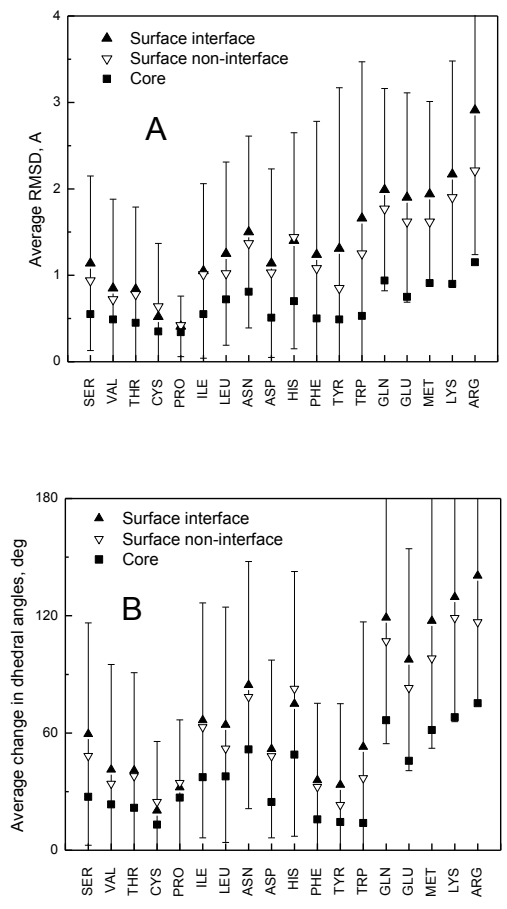 4
Surface interface
Surface non-interface
Core
3
A
2
1
0
Average RMSD, A
SER
VAL
THR
CYS
PRO
ILE
LEU
ASN
ASP
HIS
PHE
TYR
TRP
GLN
GLU
MET
LYS
ARG
180
Surface interface
Surface non-interface
Core
B
120
60
0
Average change in dhedral angles, deg
SER
VAL
THR
CYS
PRO
ILE
LEU
ASN
ASP
HIS
PHE
TYR
TRP
GLN
GLU
MET
LYS
ARG